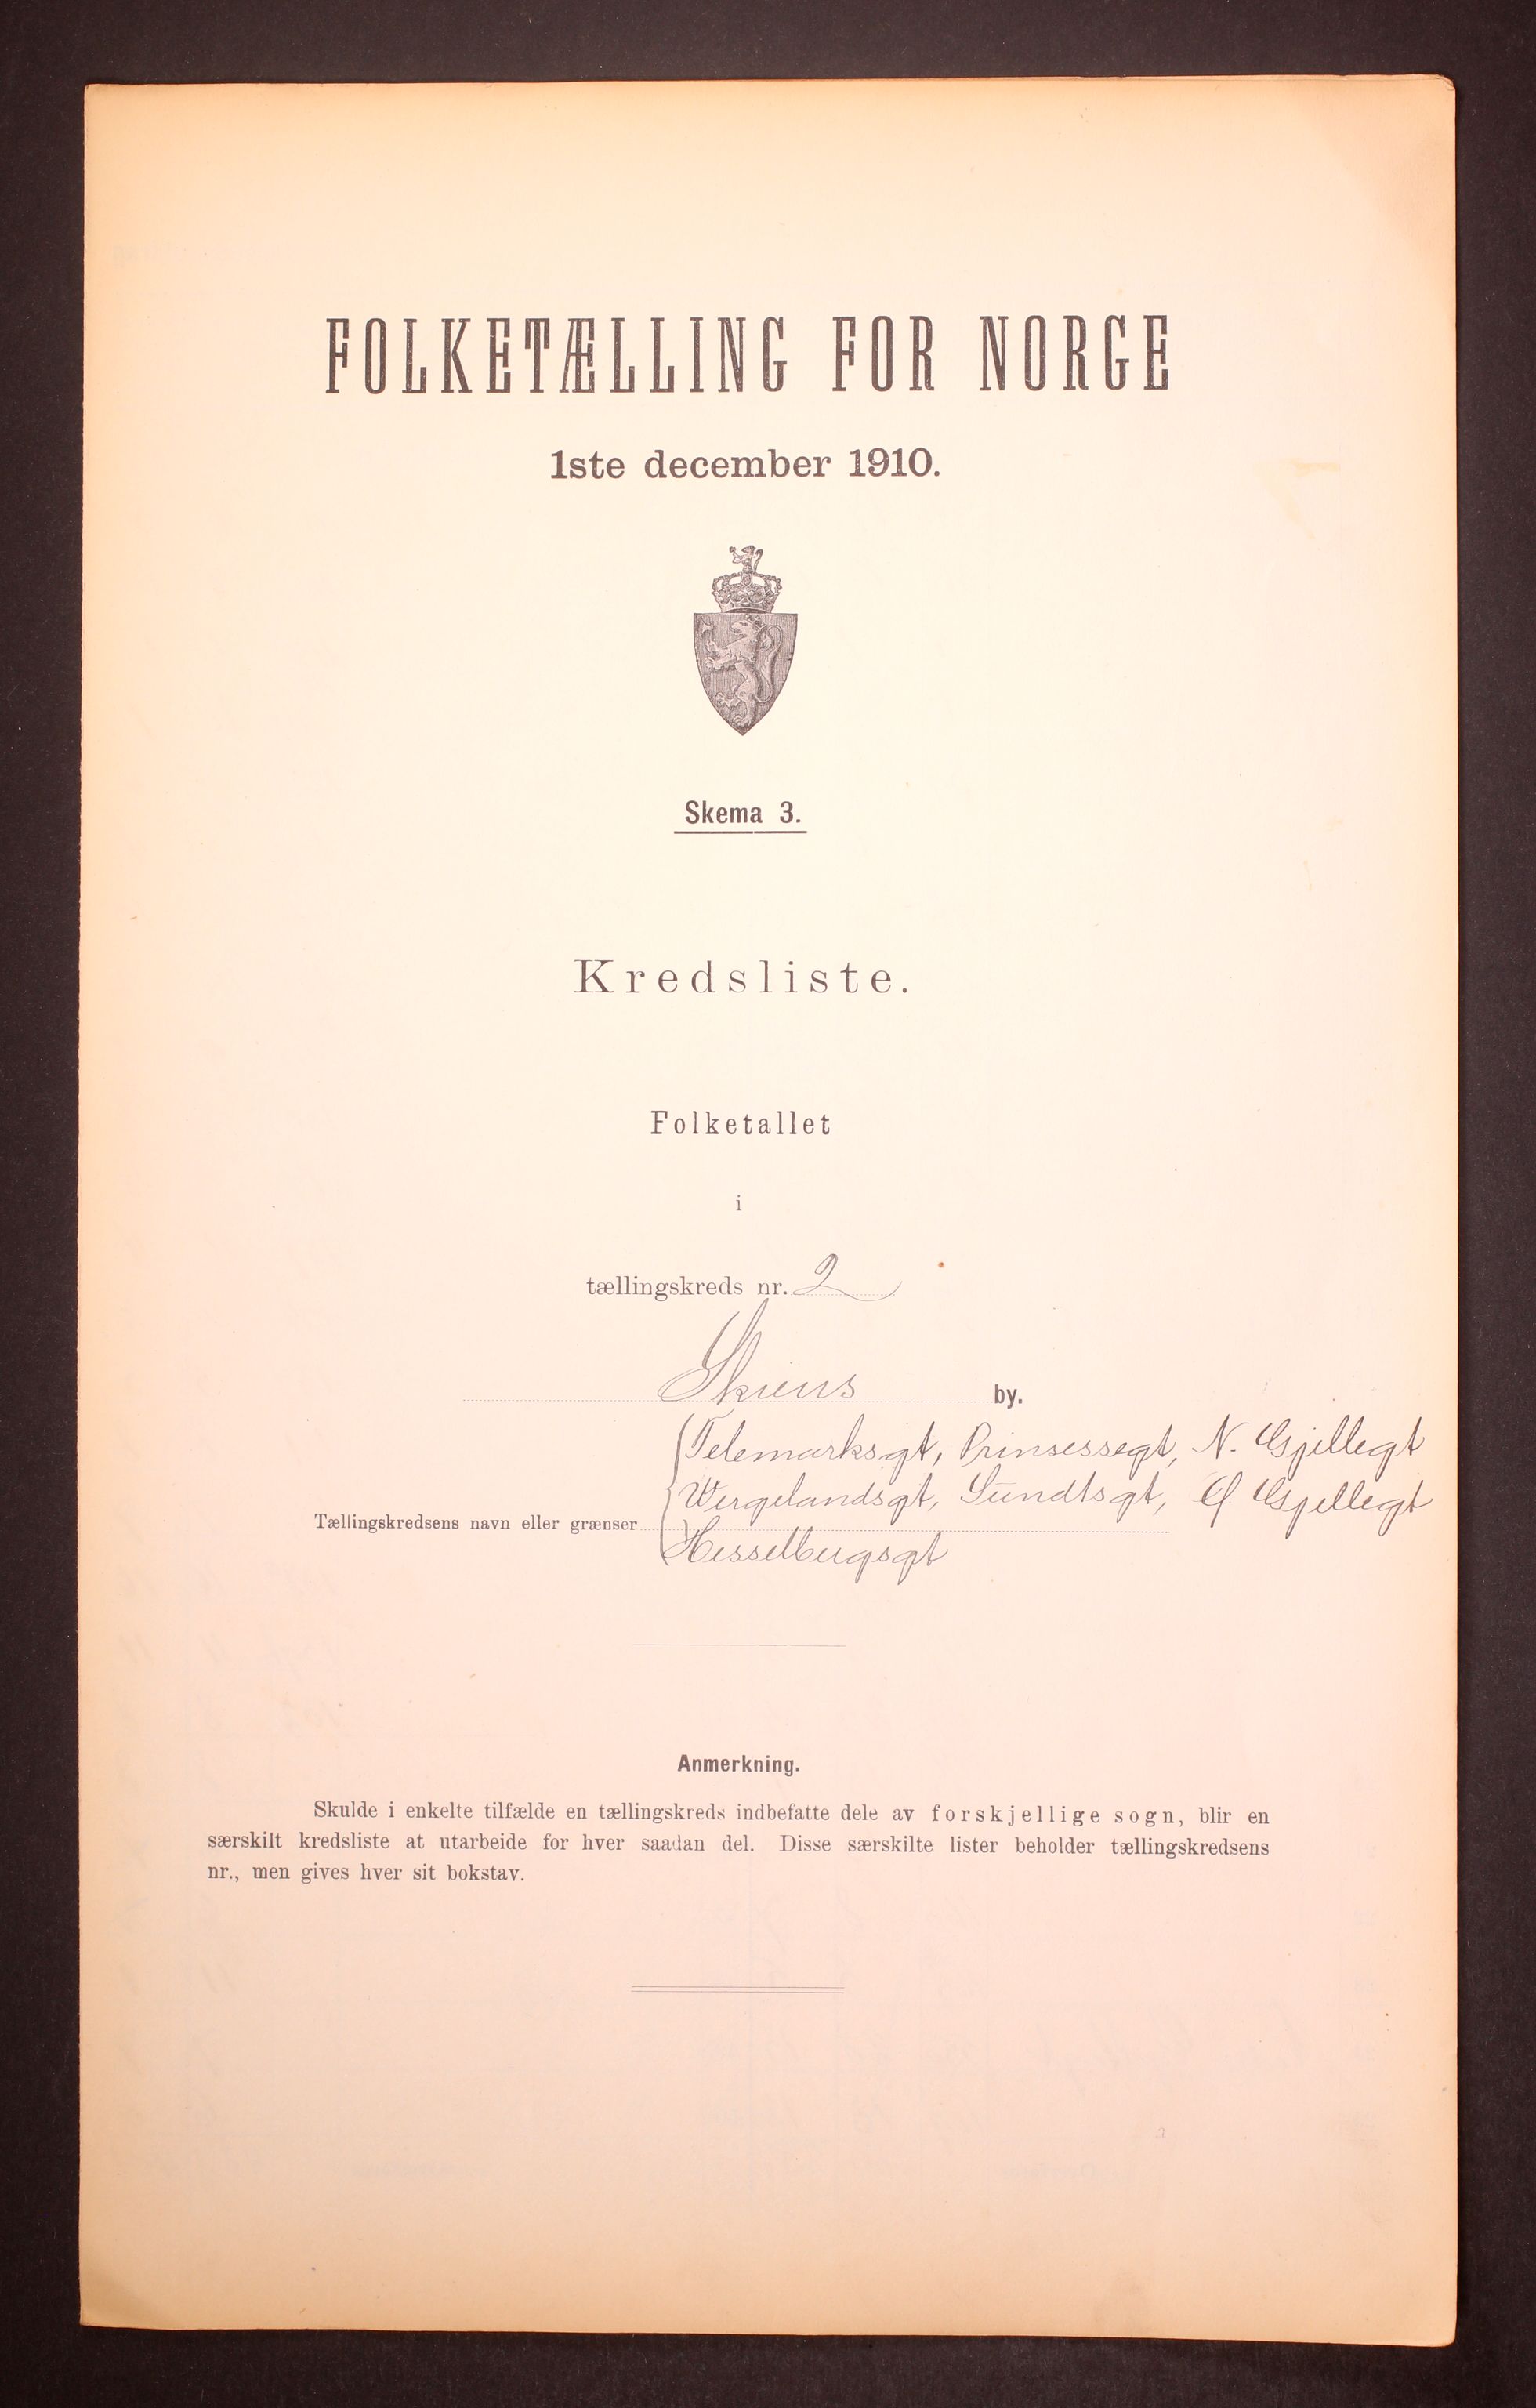 FOLKETÆLLING FOR NORGE
1ste december 1910.
Skema 3.
Kredsliste.
Folketallet
i
tællingskreds nr. 2
Skiens by.
Telemarksgt, Prinsessegt, N. Gjellegt
Wergelandsgt, Sundtsgt, Gjellegt
Tællingskredsens navn eller grænser
Hesselbergsgt
Anmerkning.
Skulde i enkelte tilfælde en tællingskreds indbefatte dele av forskjellige sogn, blir en
særskilt kredsliste at utarbeide for hver saadan del. Disse særskilte lister beholder tællingskredsens
nr., men gives hver sit bokstav.